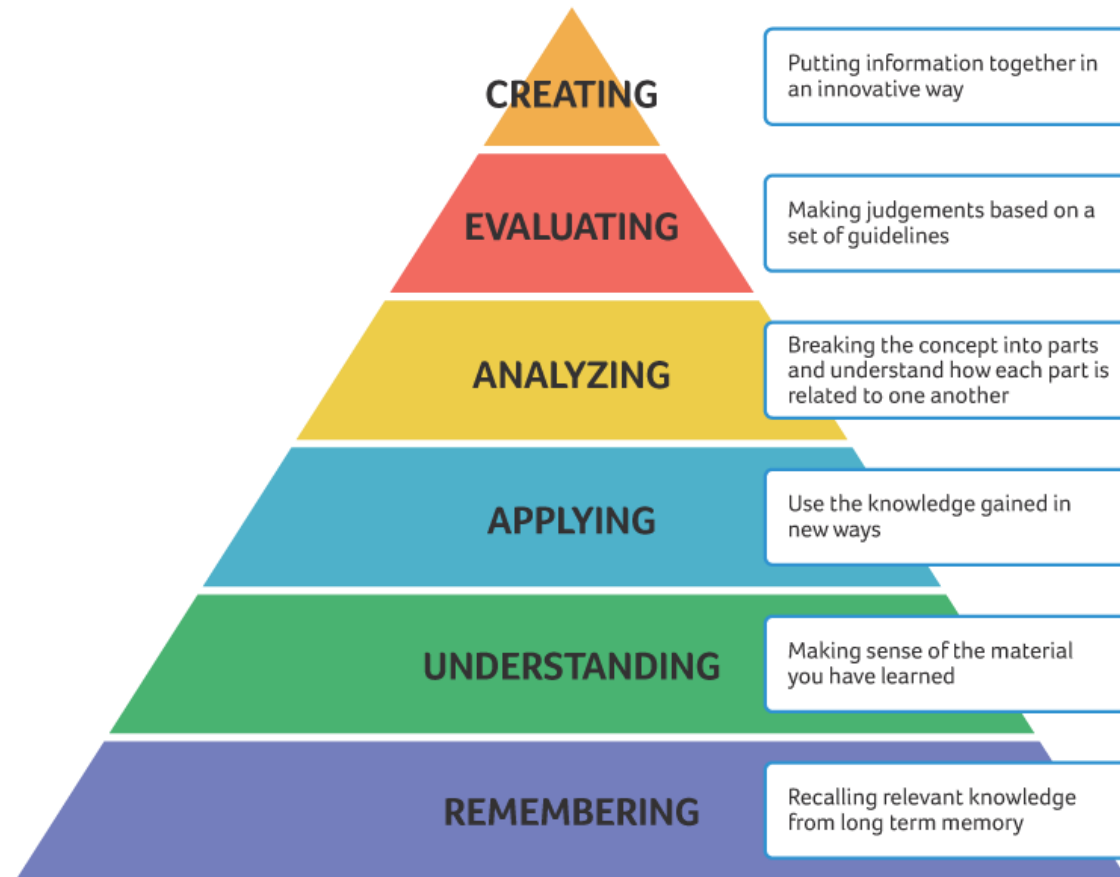 CREATING
Putting information together in
an innovative way
EVALUATING
Making judgements based on a
set of guidelines
ANALYZING
Breaking the concept into parts
and understand how each part is
related to one another
APPLYING
Use the knowledge gained in
new ways
UNDERSTANDING
Making sense of the material
you have learned
REMEMBERING
Recalling relevant knowledge
from long term memory